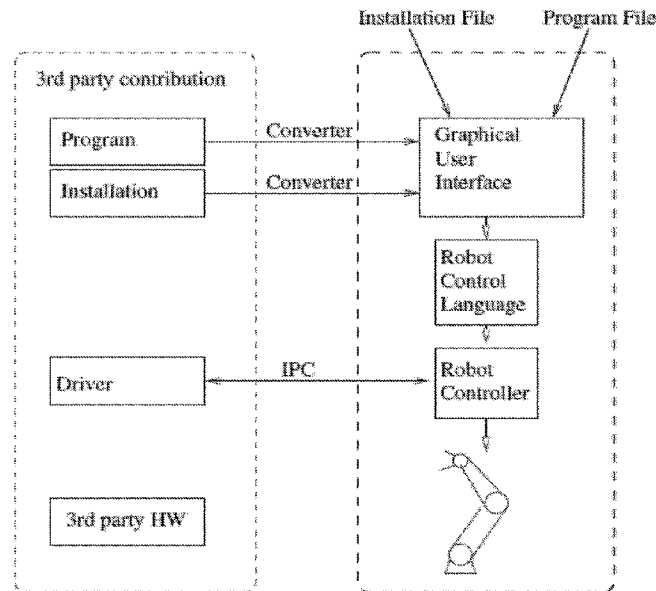 Installation File Program File
3rd party contribution
Program
Converter
Graphical
User
Interface
Installation
Converter
Robot
Control
Language
Driver
IPC
Robot
Controller
3rd party HW